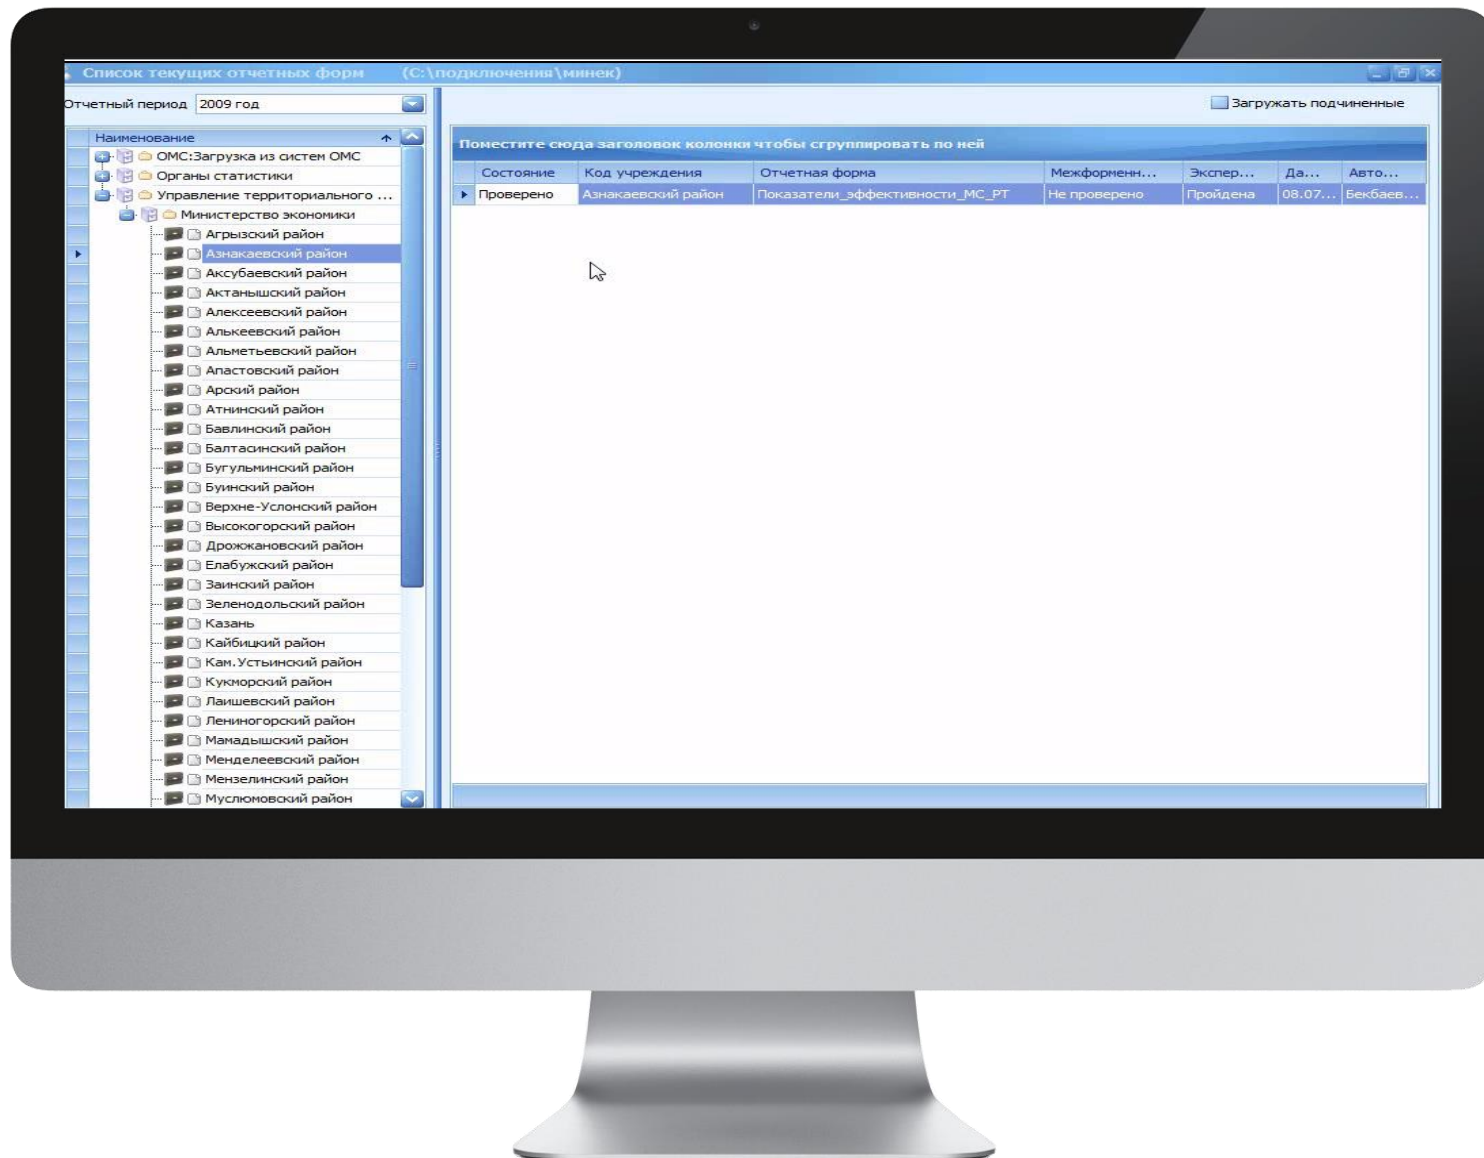 Список текущих отчетных форм (C:\подключения\минек)
Отчетный период 2009 год
Загружать подчиненные
Наименование
ОМС:Загрузка из систем ОМС
Органы статистики
Управление территориального ...
Министерство экономики
Агрызский район
Азнакаевский район
Аксубаевский район
Актанышский район
Алексеевский район
Алькеевский район
Альметьевский район
Апастовский район
Арский район
Атнинский район
Бавлинский район
Балтасинский район
Бугульминский район
Буинский район
Верхне-Услонский район
Высокогорский район
Дрожжановский район
Елабужский район
Заинский район
Зеленодольский район
Казань
Кайбицкий район
Кам.Устьинский район
Кукморский район
Лаишевский район
Лениногорский район
Мамадышский район
Менделеевский район
Мензелинский район
Муслюмовский район
Поместите сюда заголовок колонки чтобы сгруппировать по ней
Состояние Код учреждения Отчетная форма Межформенн... Экспер... Да... Авто...
Проверено Азнакаевский район Показатели_эффективности_МС_РТ Не проверено Пройдена 08.07... Бекбаев...